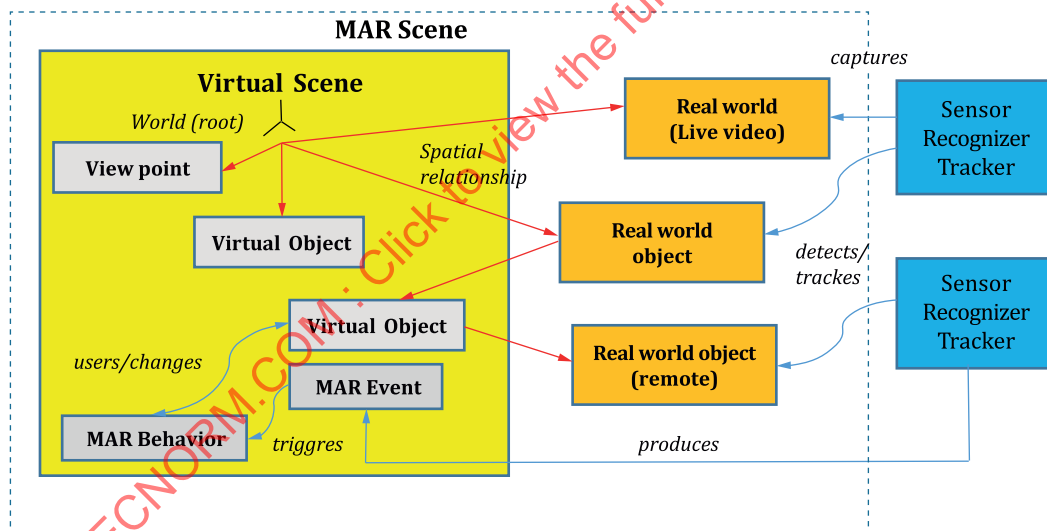 MAR Scene
captures
Virtual Scene
World (root)
Real world
(Live video)
Sensor
Recognizer
Tracker
View point
Spatial
relationship
Virtual Object
Real world
object
detects/
trackes
Sensor
Recognizer
Tracker
Virtual Object
Real world object
(remote)
users/changes
MAR Event
MAR Behavior
triggres
produces
ECNORM.COM : Click to view the ful